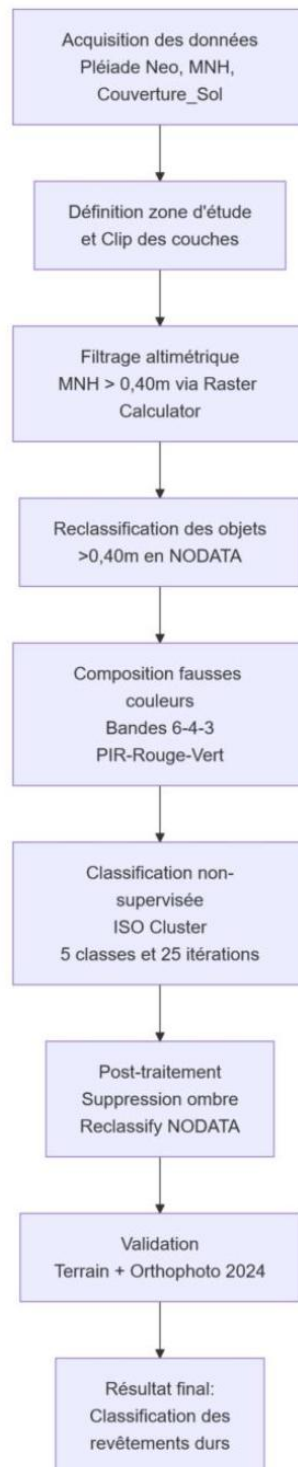 Acquisition des données
Pléiade Neo, MNH,
Couverture_Sol
Définition zone d'étude
et Clip des couches
Filtrage altimétrique
MNH > 0,40m via Raster
Calculator
Reclassification des objets
>0,40m en NODATA
Composition fausses
couleurs
Bandes 6-4-3
PIR-Rouge-Vert
Classification non-
supervisée
ISO Cluster
5 classes et 25 itérations
Post-traitement
Suppression ombre
Reclassify NODATA
Validation
Terrain + Orthophoto 2024
Résultat final:
Classification des
revêtements durs